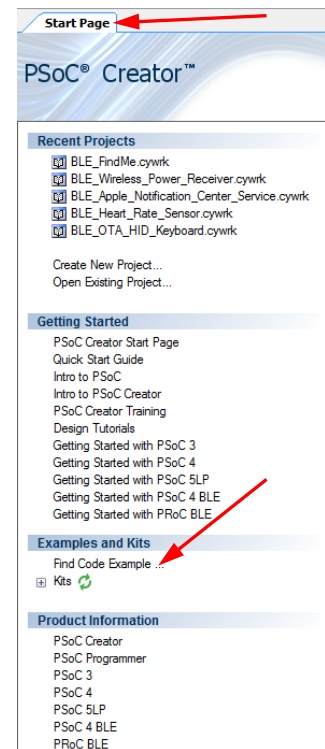 Start Page
PSoC® Creator™
Recent Projects
BLE_FindMe.cywrk
BLE_Wireless_Power_Receiver.cywrk
BLE_Apple_Notification_Center_Service.cywrk
BLE_Heart_Rate_Sensor.cywrk
BLE_OTA_HID_Keyboard.cywrk
Create New Project...
Open Existing Project...
Getting Started
PSoC Creator Start Page
Quick Start Guide
Intro to PSoC
Intro to PSoC Creator
PSoC Creator Training
Design Tutorials
Getting Started with PSoC 3
Getting Started with PSoC 4
Getting Started with PSoC 5LP
Getting Started with PSoC 4 BLE
Getting Started with PRoC BLE
Examples and Kits
Find Code Example ...
Kits
Product Information
PSoC Creator
PSoC Programmer
PSoC 3
PSoC 4
PSoC 5LP
PSoC 4 BLE
PRoC BLE